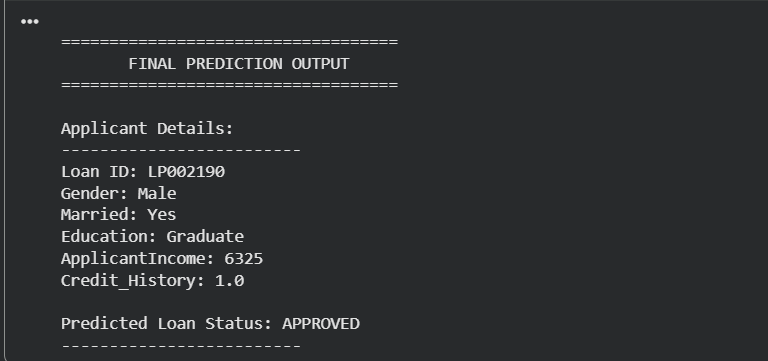 ===================================
FINAL PREDICTION OUTPUT
===================================
Applicant Details:
-------------------------
Loan ID: LP002190
Gender: Male
Married: Yes
Education: Graduate
ApplicantIncome: 6325
Credit_History: 1.0
Predicted Loan Status: APPROVED
-------------------------